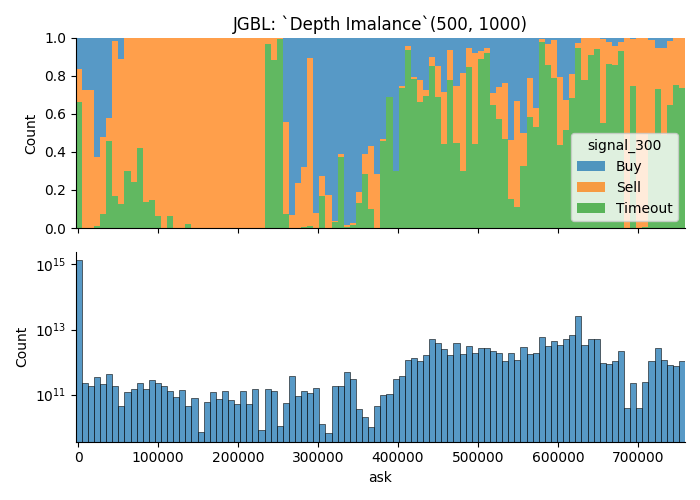 JGBL: `Depth Imalance`(500, 1000)
Count
1.0
0.8
0.6
0.4
0.2
0.0
signal_300
Buy
Sell
Timeout
Count
10^15
10^13
10^11
0 100000 200000 300000 400000 500000 600000 700000
ask